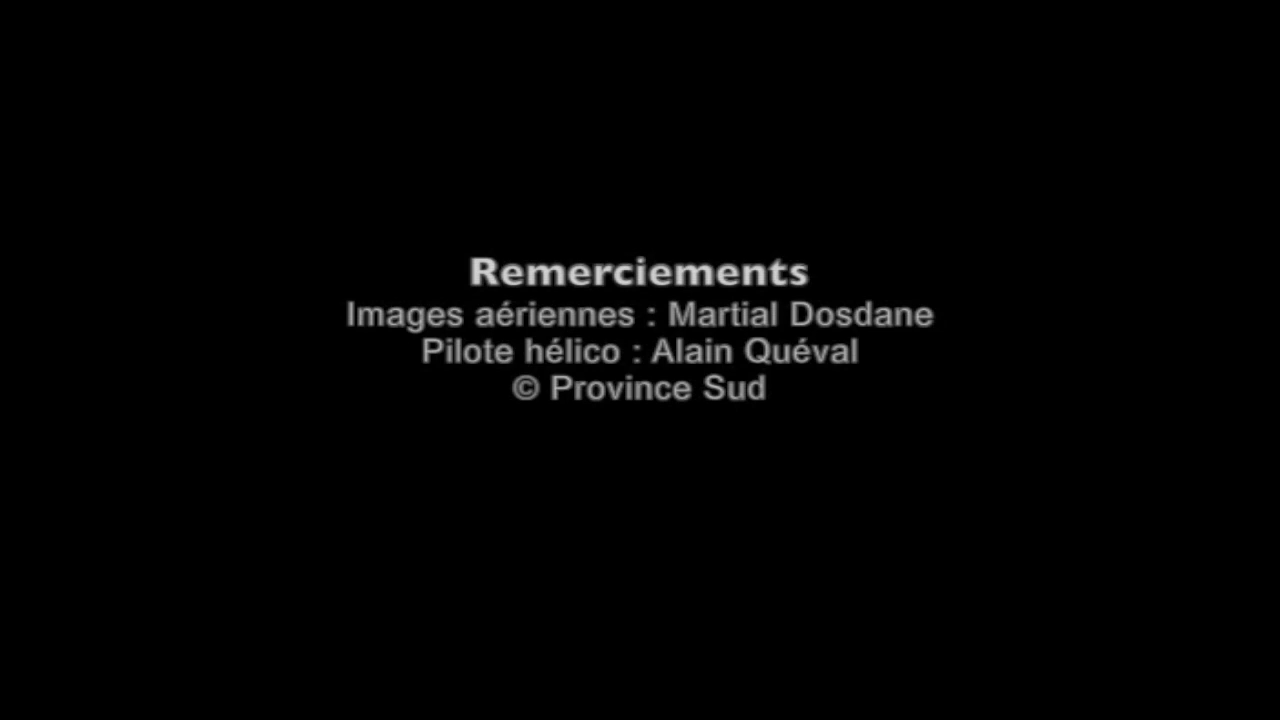 Remerciements
Images aériennes : Martial Dosdane
Pilote hélico : Alain Quéval
© Province Sud